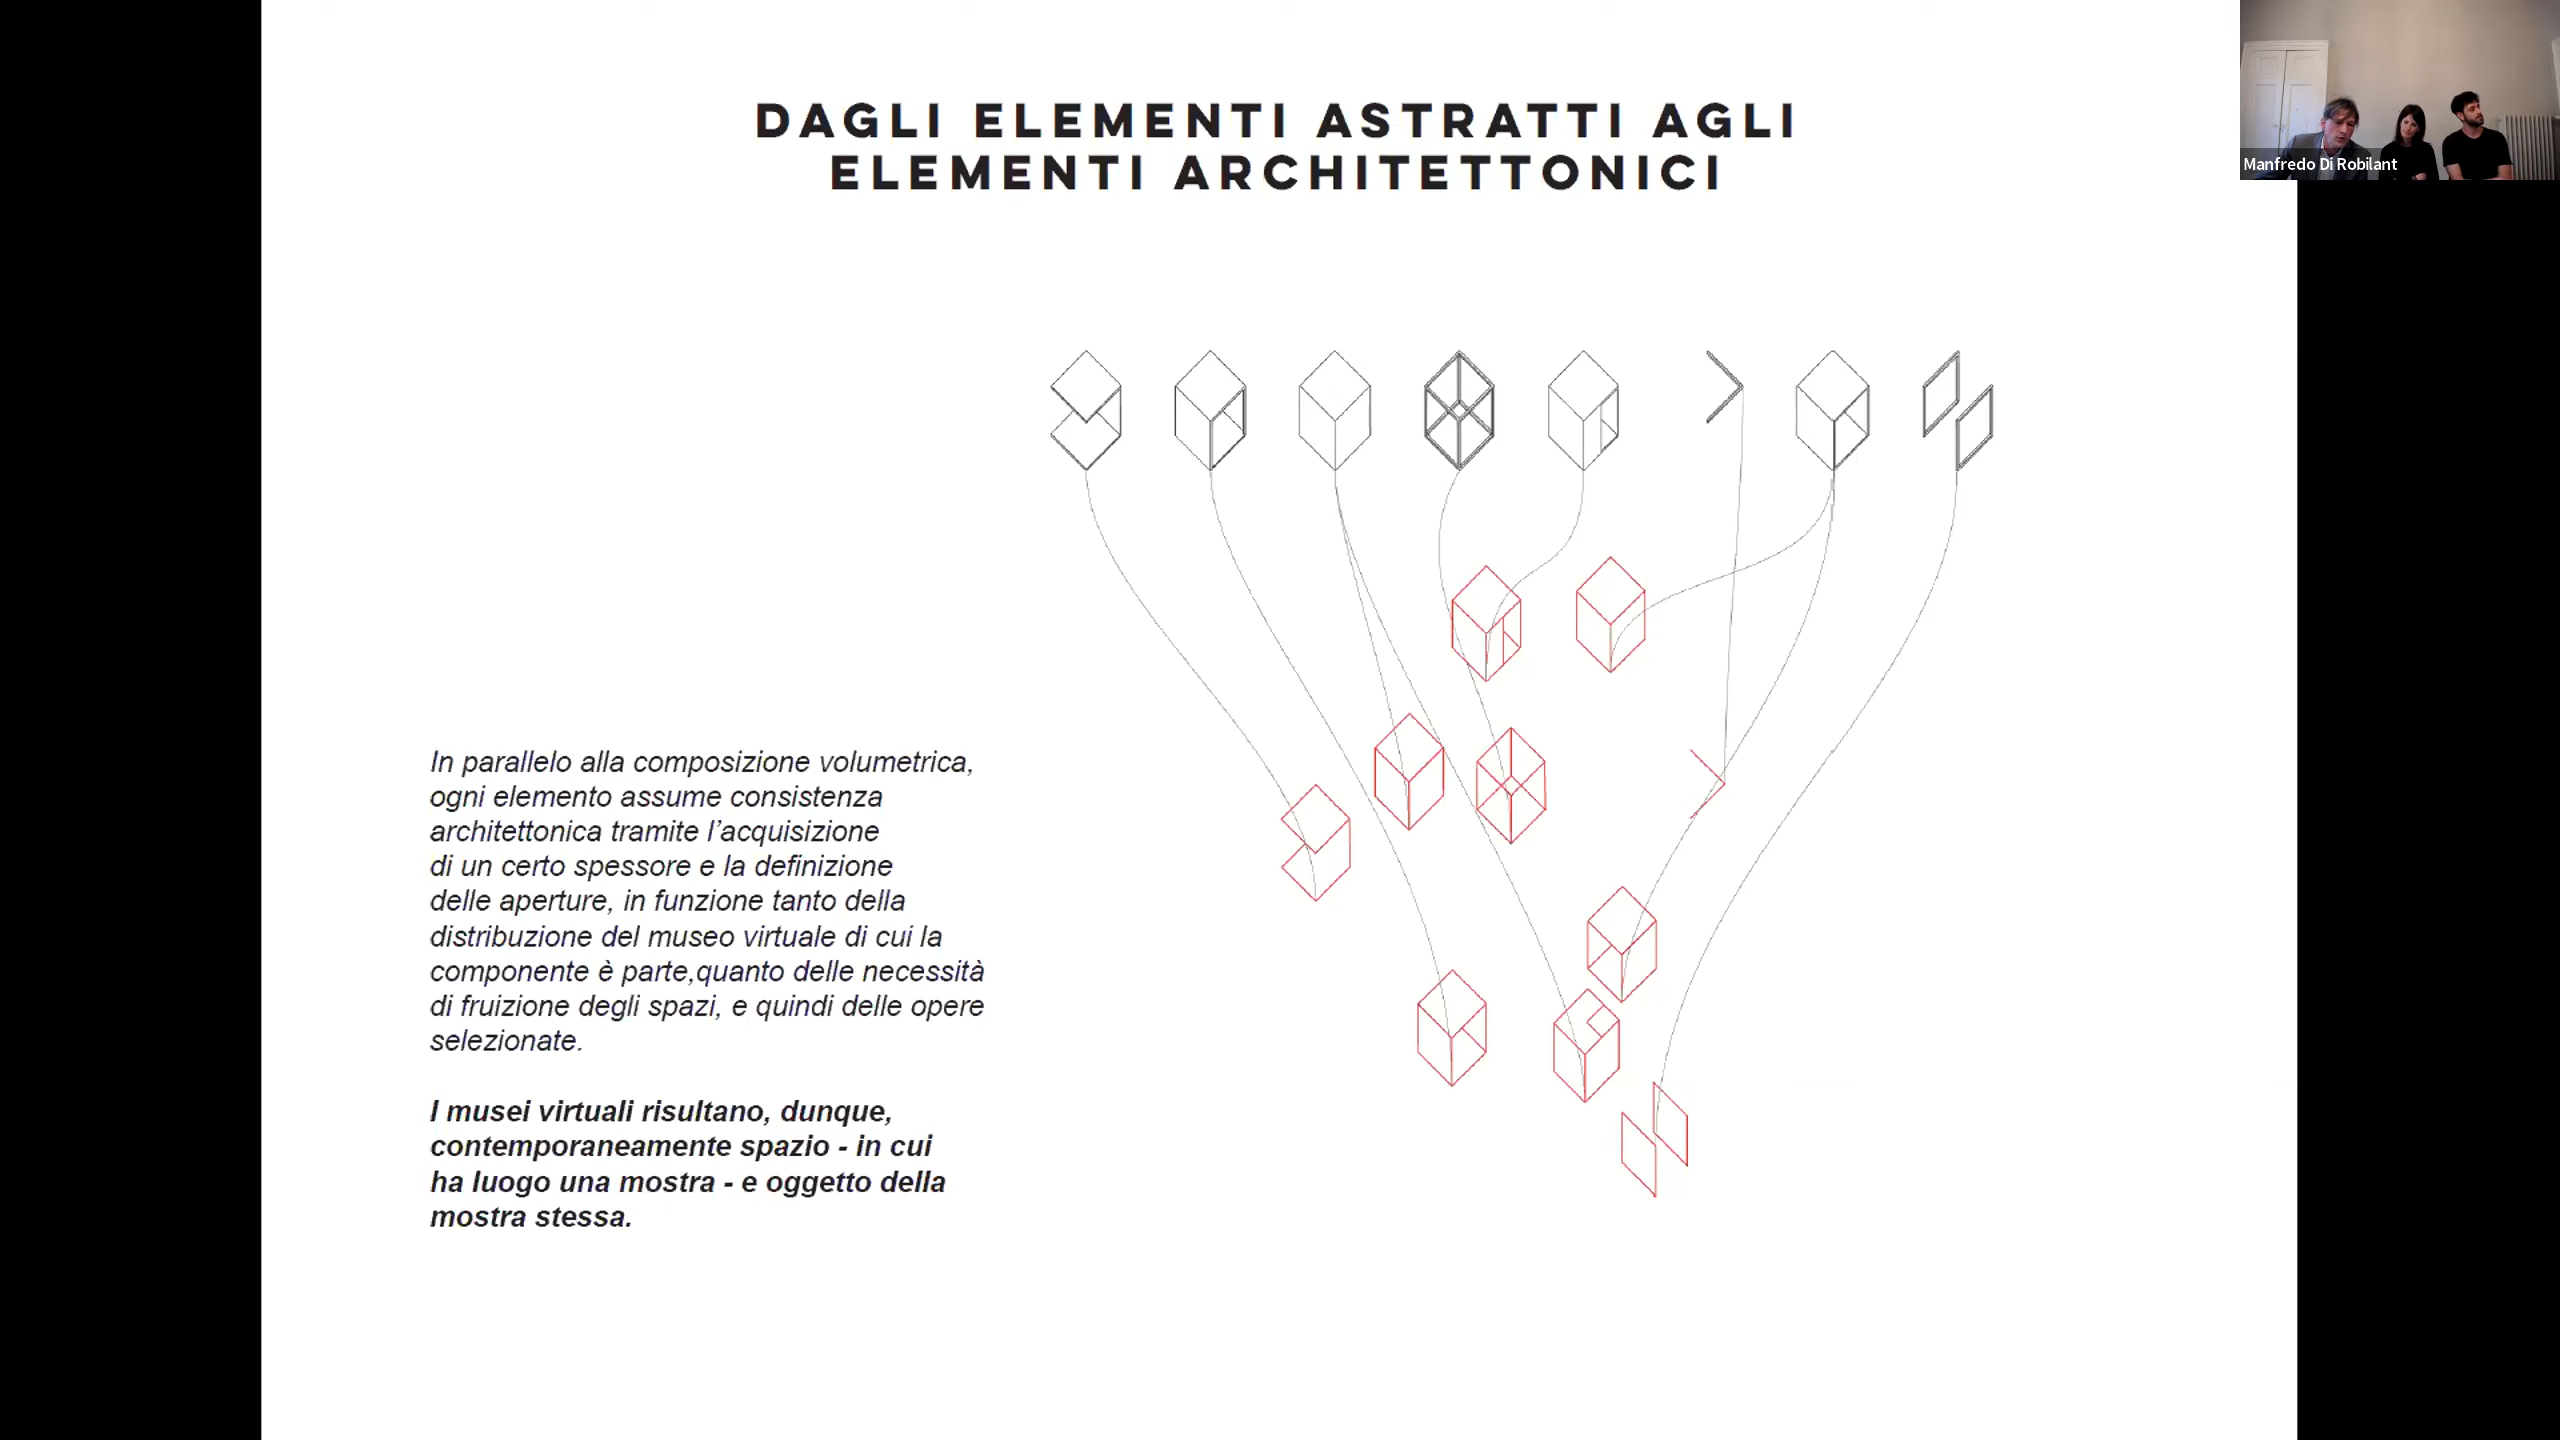 DAGLI ELEMENTI ASTRATTI AGLI
ELEMENTI ARCHITETTONICI
Manfredo Di Robilant
In parallelo alla composizione volumetrica,
ogni elemento assume consistenza
architettonica tramite l’acquisizione
di un certo spessore e la definizione
delle aperture, in funzione tanto della
distribuzione del museo virtuale di cui la
componente è parte,quanto delle necessità
di fruizione degli spazi, e quindi delle opere
selezionate.
I musei virtuali risultano, dunque,
contemporaneamente spazio - in cui
ha luogo una mostra - e oggetto della
mostra stessa.